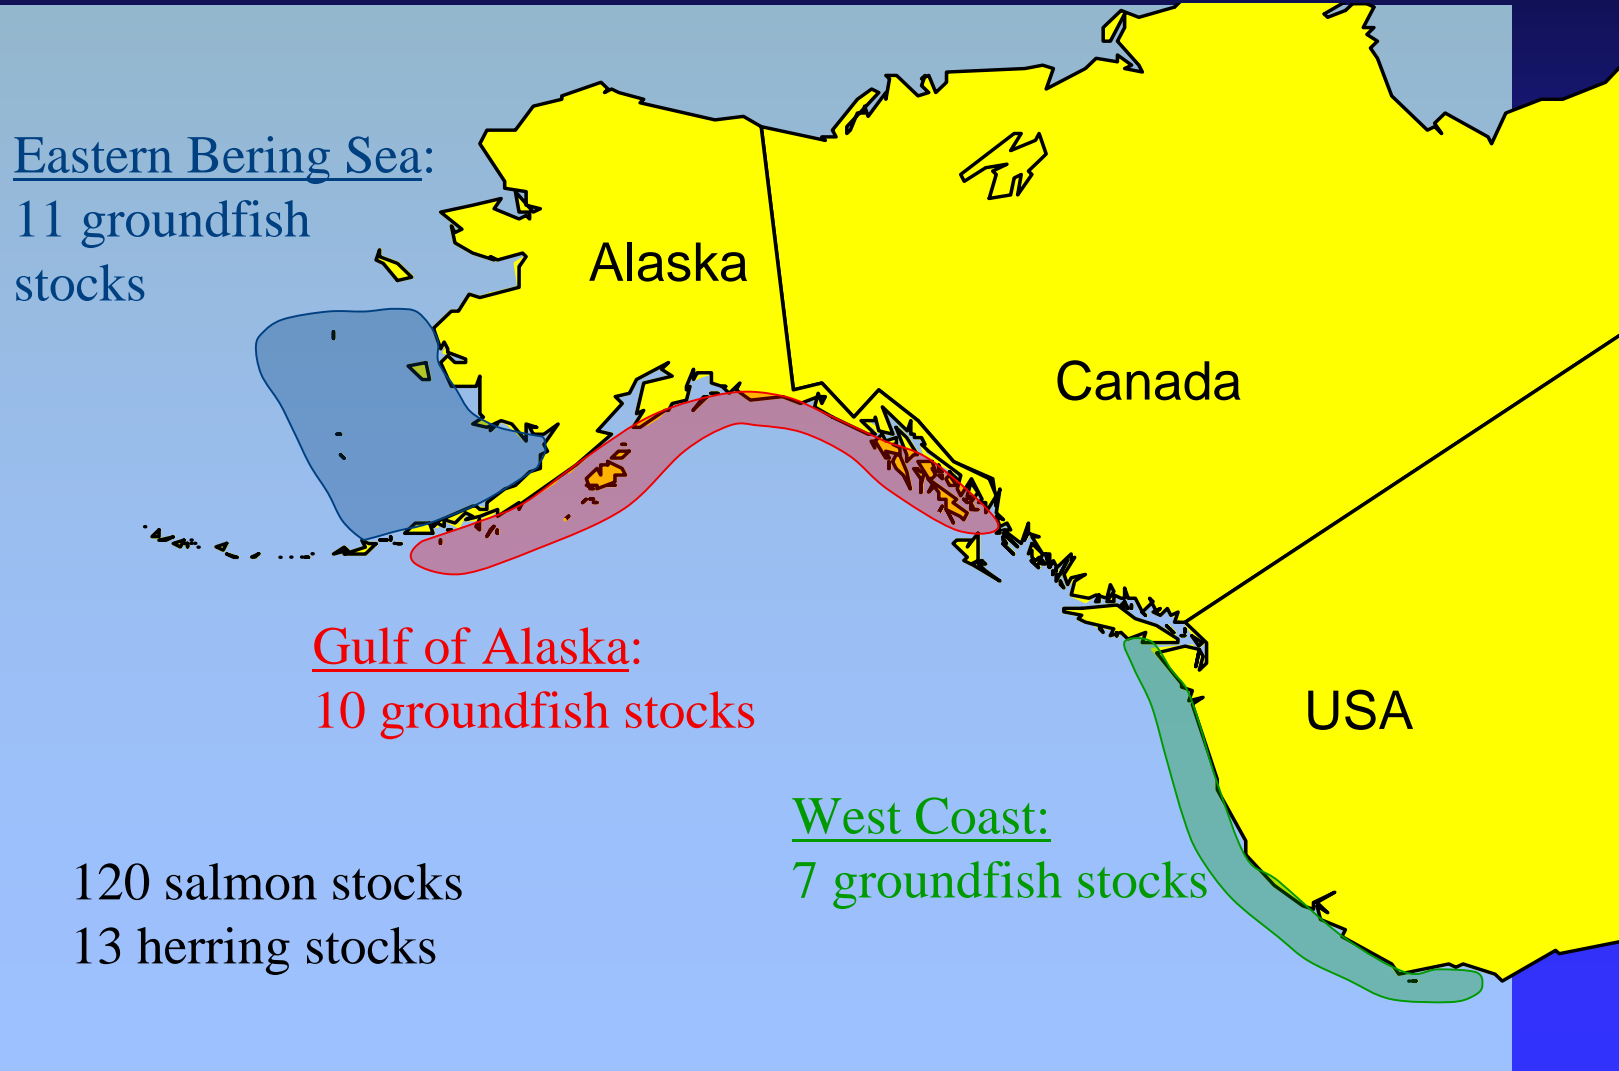 Eastern Bering Sea:
11 groundfish
stocks
Alaska
Canada
Gulf of Alaska:
10 groundfish stocks
USA
West Coast:
7 groundfish stocks
120 salmon stocks
13 herring stocks